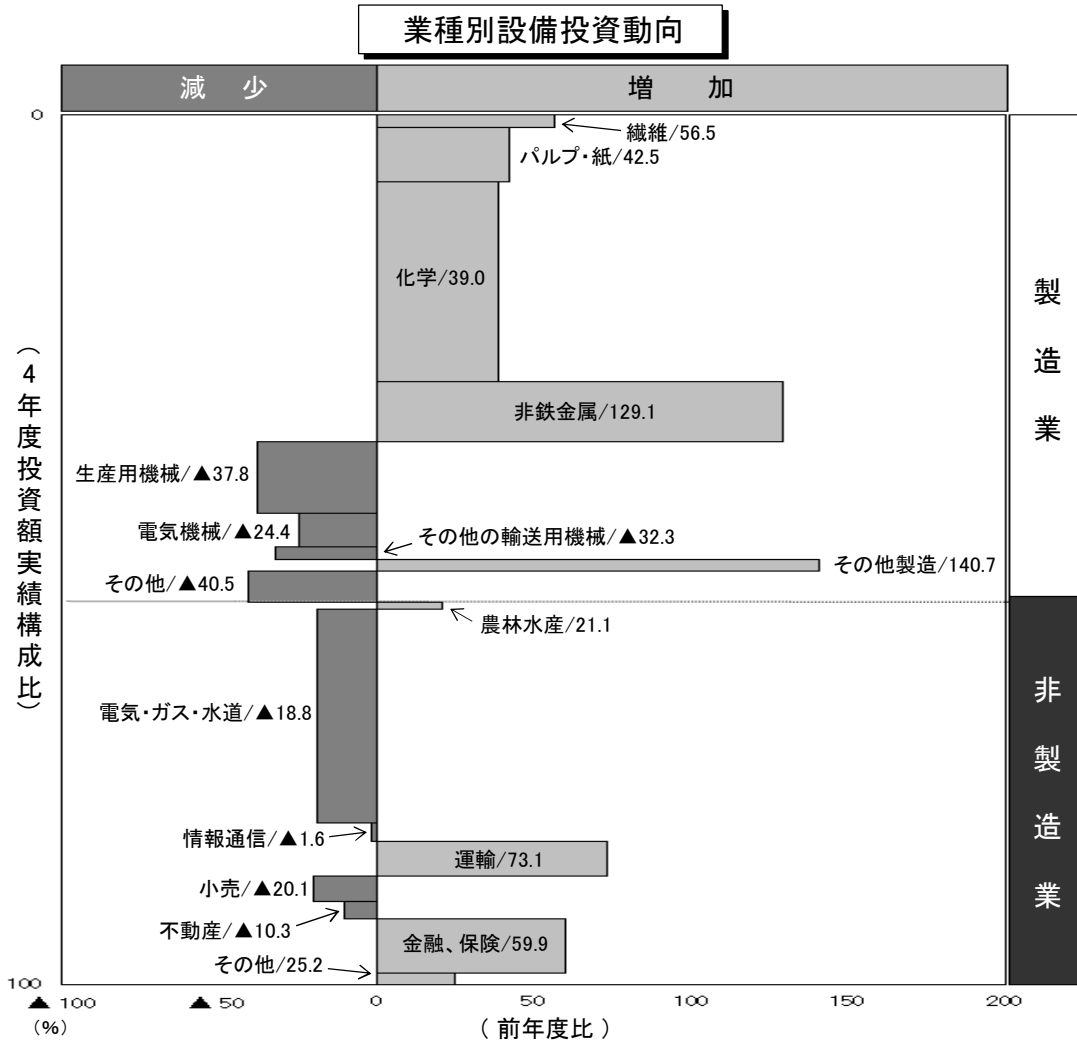 業種別設備投資動向
減 少
増 加
0
繊維/56.5
パルプ・紙/42.5
化学/39.0
非鉄金属/129.1
生産用機械/▲37.8
電気機械/▲24.4
その他の輸送用機械/▲32.3
その他製造/140.7
その他/▲40.5
農林水産/21.1
電気・ガス・水道/▲18.8
情報通信/▲1.6
運輸/73.1
小売/▲20.1
不動産/▲10.3
金融、保険/59.9
その他/25.2
100
▲ 100
▲ 50
0
50
100
150
200
(%)
( 前年度比 )
(4年度投資額実績構成比)
製造業
非製造業